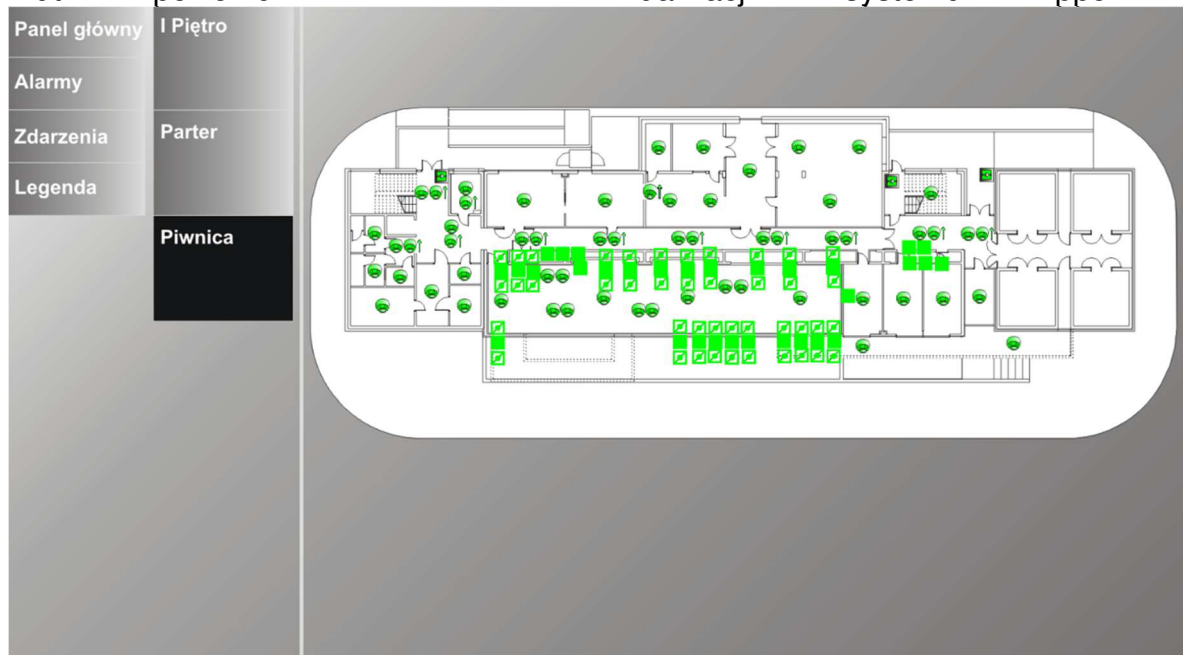 Panel główny
Alarmy
Zdarzenia
Legenda
I Piętro
Parter
Piwnica